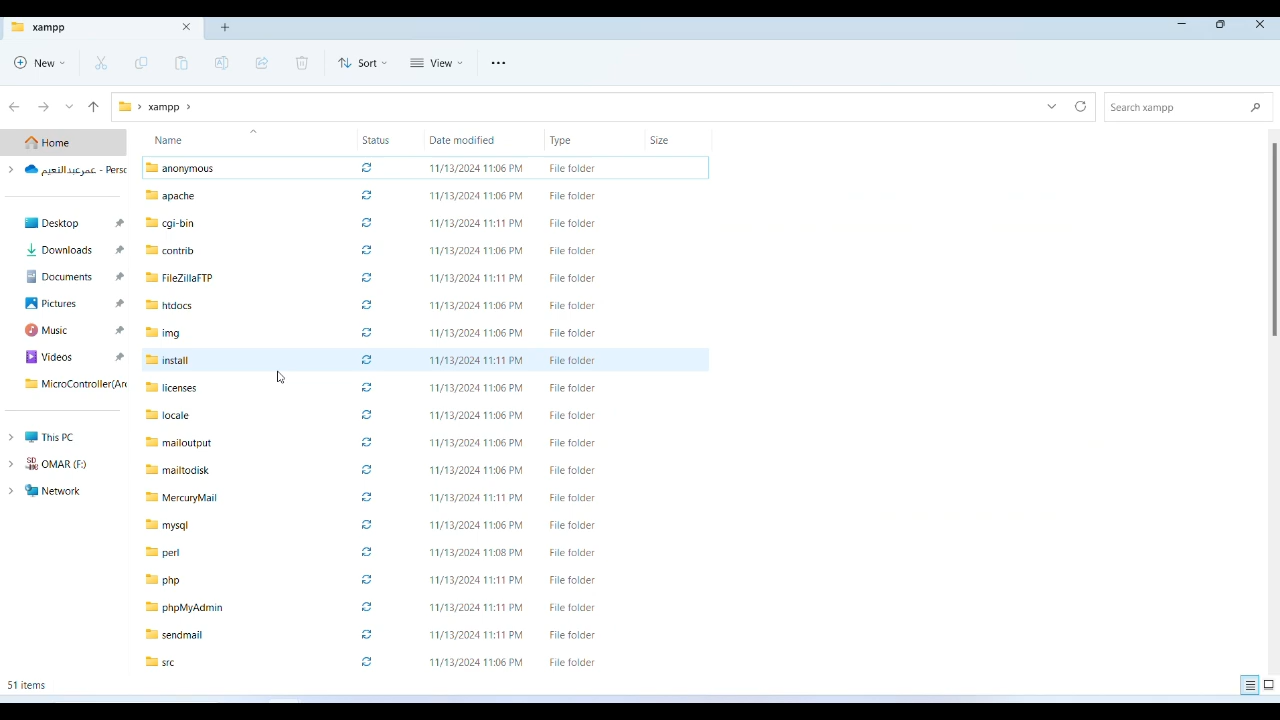 xampp
New
Sort
View
xampp
Search xampp
Home
Name
Status
Date modified
Type
Size
عمرعبدالنعيم - Perso
anonymous 11/13/2024 11:06 PM File folder
apache 11/13/2024 11:06 PM File folder
Desktop
cgi-bin 11/13/2024 11:11 PM File folder
Downloads
contrib 11/13/2024 11:06 PM File folder
Documents
FileZillaFTP 11/13/2024 11:11 PM File folder
Pictures
htdocs 11/13/2024 11:06 PM File folder
Music
img 11/13/2024 11:06 PM File folder
Videos
install 11/13/2024 11:11 PM File folder
MicroController(Ard
licenses 11/13/2024 11:06 PM File folder
locale 11/13/2024 11:06 PM File folder
This PC
mailoutput 11/13/2024 11:06 PM File folder
OMAR (F:)
mailtodisk 11/13/2024 11:06 PM File folder
Network
MercuryMail 11/13/2024 11:11 PM File folder
mysql 11/13/2024 11:06 PM File folder
perl 11/13/2024 11:08 PM File folder
php 11/13/2024 11:11 PM File folder
phpMyAdmin 11/13/2024 11:11 PM File folder
sendmail 11/13/2024 11:11 PM File folder
src 11/13/2024 11:06 PM File folder
51 items